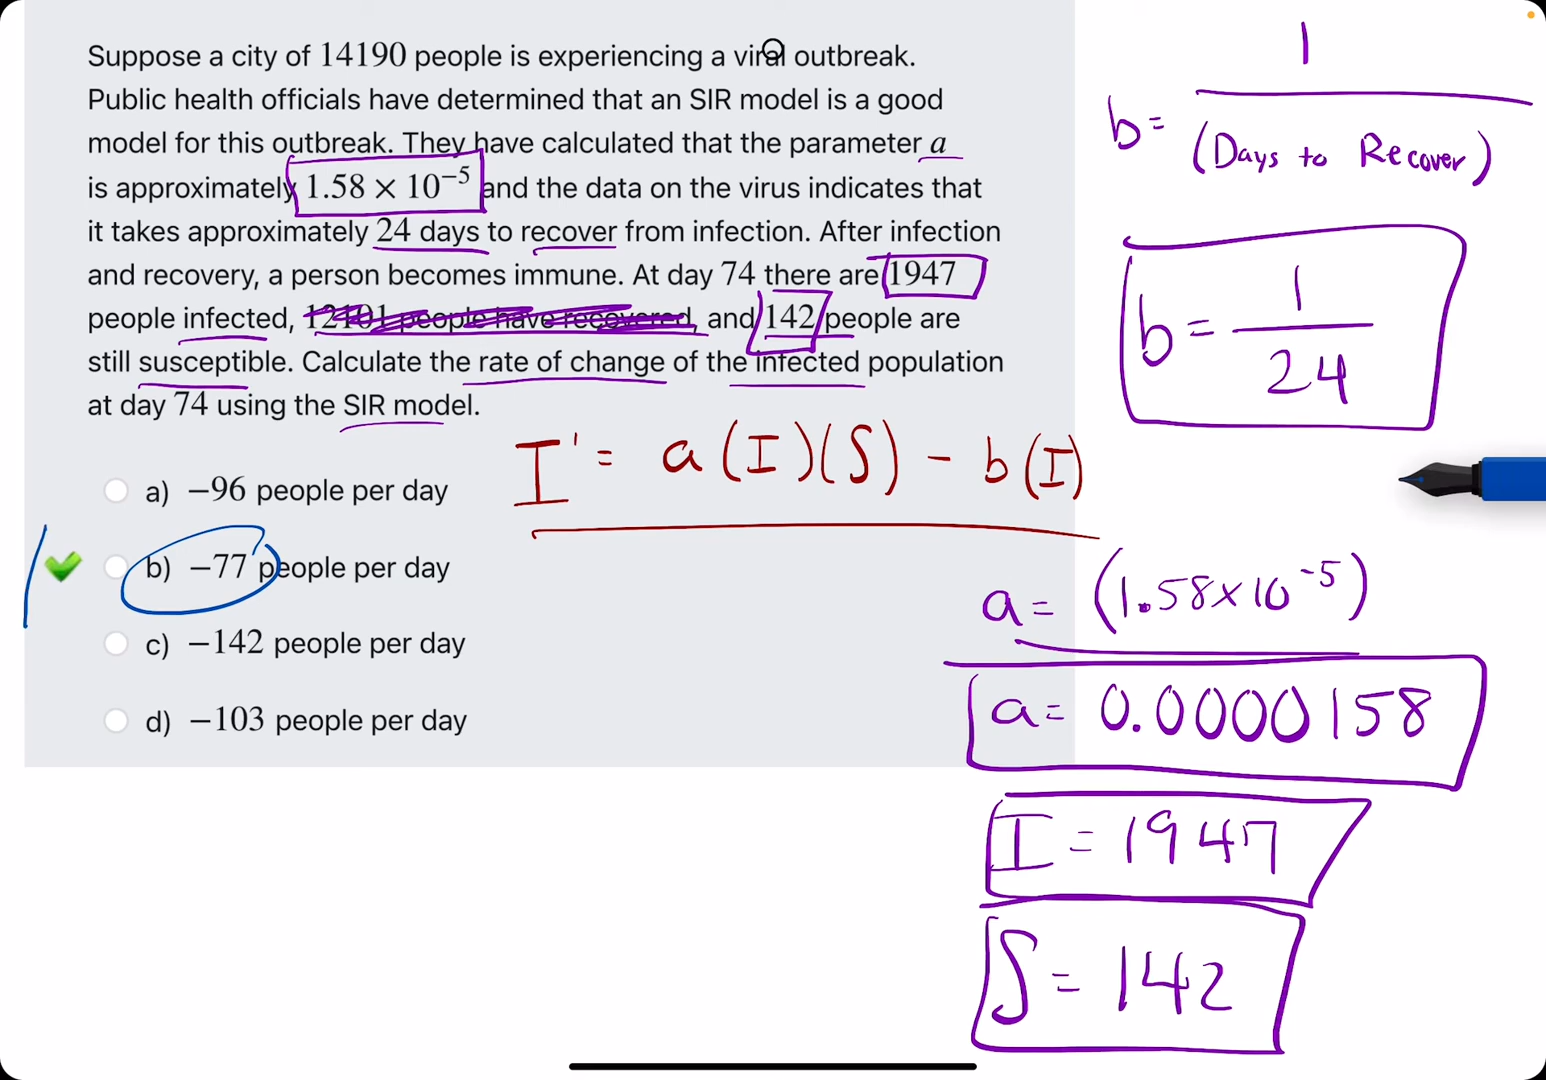 Suppose a city of 14190 people is experiencing a viral outbreak.
Public health officials have determined that an SIR model is a good
model for this outbreak. They have calculated that the parameter a
is approximately 1.58 × 10⁻⁵ and the data on the virus indicates that
it takes approximately 24 days to recover from infection. After infection
and recovery, a person becomes immune. At day 74 there are 1947
people infected, 12101 people have recovered, and 142 people are
still susceptible. Calculate the rate of change of the infected population
at day 74 using the SIR model.
I' = a(I)(S) - b(I)
a) −96 people per day
b) −77 people per day
c) −142 people per day
d) −103 people per day
b = 1 / (Days to Recover)
b = 1 / 24
a = (1.58×10⁻⁵)
a = 0.0000158
I = 1947
S = 142